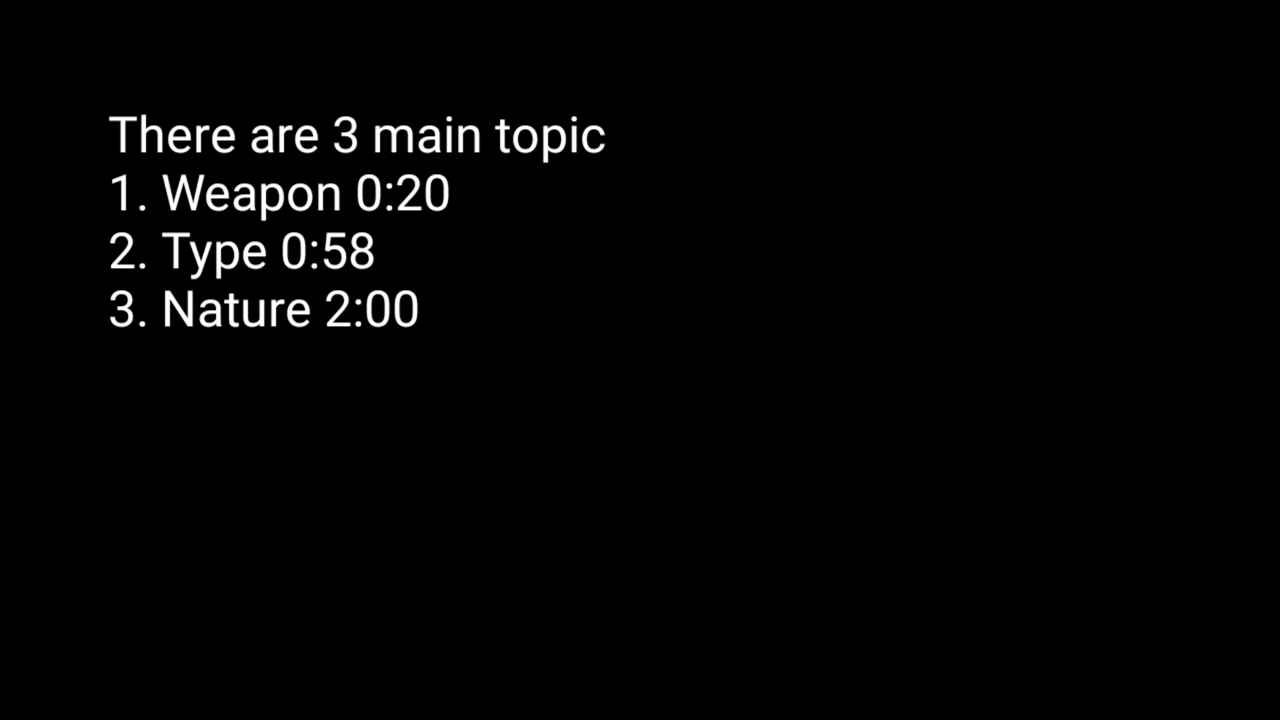 There are 3 main topic
1. Weapon 0:20
2. Type 0:58
3. Nature 2:00